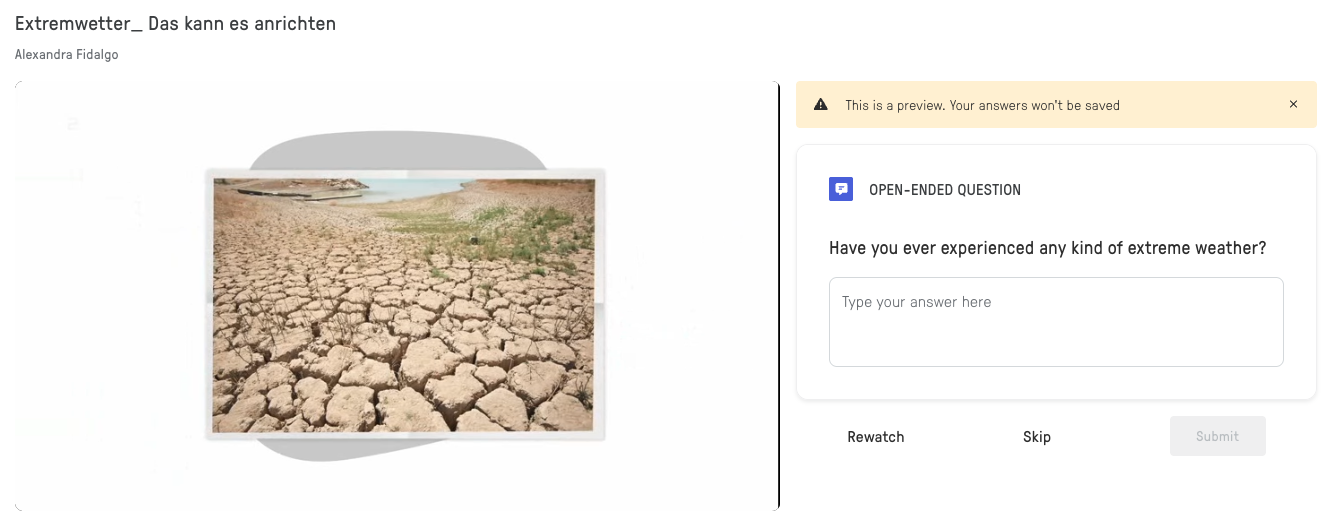 Extremwetter_ Das kann es anrichten
Alexandra Fidalgo
This is a preview. Your answers won't be saved
OPEN-ENDED QUESTION
Have you ever experienced any kind of extreme weather?
Type your answer here
Rewatch
Skip
Submit